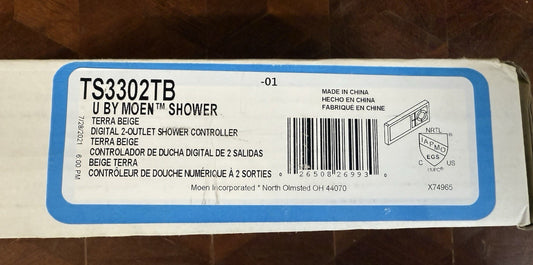 TS3302TB
-01
U BY MOEN™ SHOWER
TERRA BEIGE
DIGITAL 2-OUTLET SHOWER CONTROLLER
TERRA BEIGE
CONTROLADOR DE DUCHA DIGITAL DE 2 SALIDAS
BEIGE TERRA
CONTRÔLEUR DE DOUCHE NUMÉRIQUE À 2 SORTIES
7/28/2021 6:00 PM
MADE IN CHINA
HECHO EN CHINA
FABRIQUÉ EN CHINE
0 26508 26993 0
NRTL
IAPMO
EGS
C US
Moen Incorporated * North Olmsted OH 44070
X74965